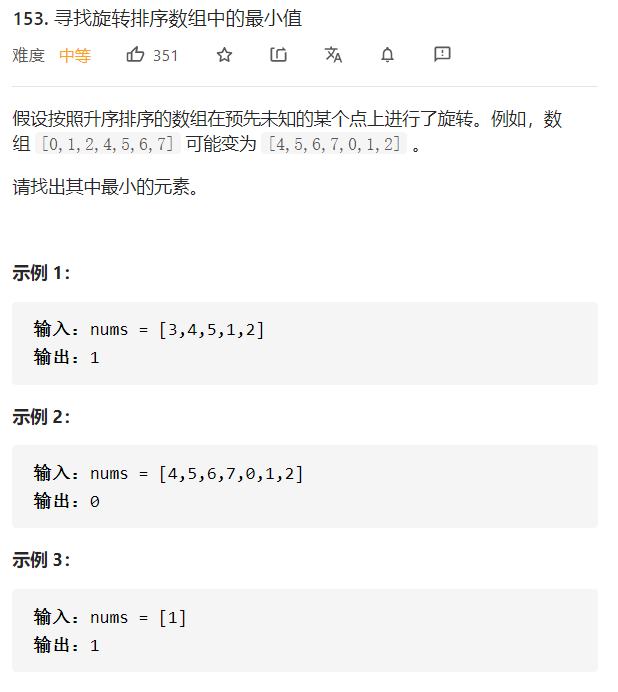 153. 寻找旋转排序数组中的最小值
难度 中等 351
假设按照升序排序的数组在预先未知的某个点上进行了旋转。例如，数
组 [0,1,2,4,5,6,7] 可能变为 [4,5,6,7,0,1,2] 。
请找出其中最小的元素。
示例 1：
输入：nums = [3,4,5,1,2]
输出：1
示例 2：
输入：nums = [4,5,6,7,0,1,2]
输出：0
示例 3：
输入：nums = [1]
输出：1